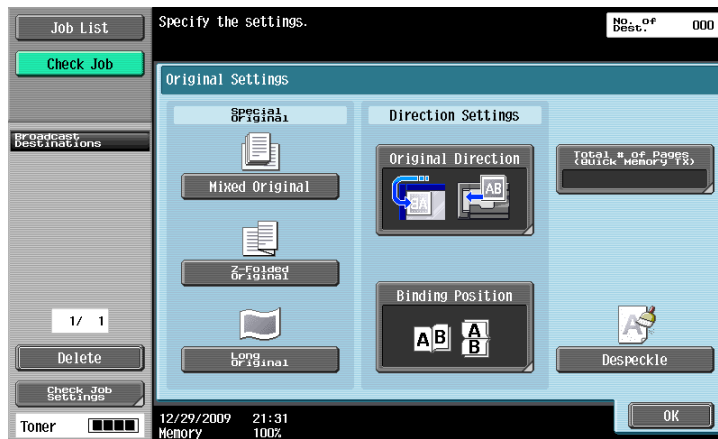 Job List
Specify the settings.
No. of
Dest.
000
Check Job
Original Settings
Special
Original
Direction Settings
Broadcast
Destinations
Original Direction
Total # of Pages
(Quick Memory TX)
AB
AB
Mixed Original
Z-Folded
Original
Binding Position
1/ 1
A B
A
B
A
Delete
Long
Original
Despeckle
Check Job
Settings
Toner
12/29/2009 21:31
Memory 100%
OK